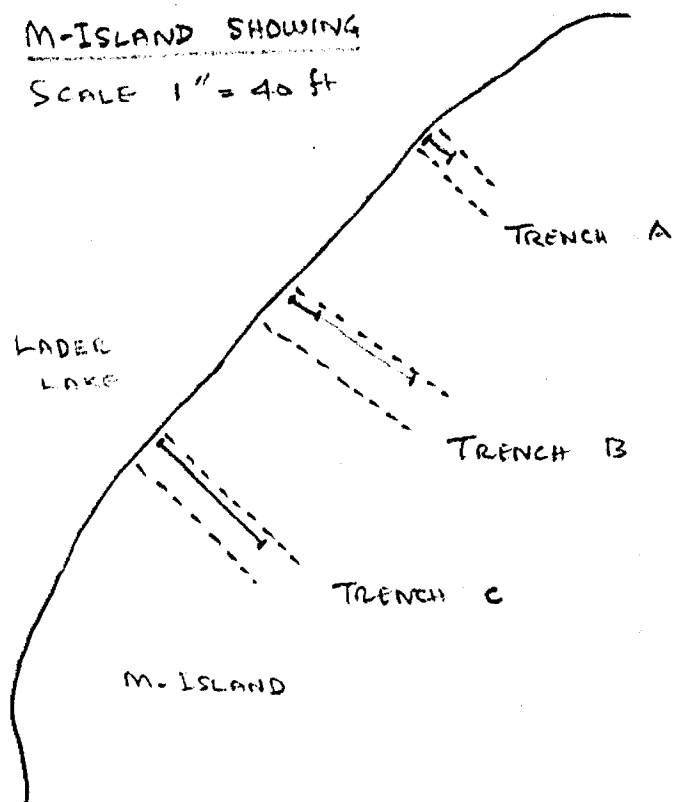 M-ISLAND SHOWING
SCALE 1" = 40 ft
TRENCH A
LADER
LAKE
TRENCH B
TRENCH C
M-ISLAND